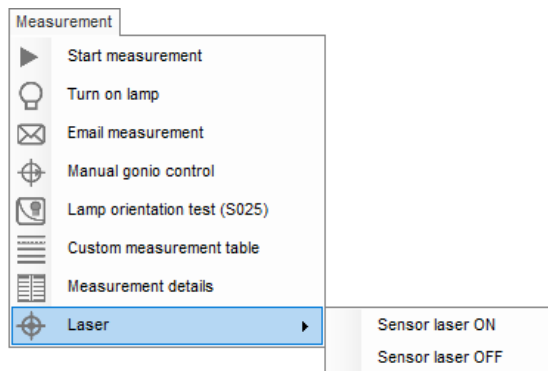 Measurement
Start measurement
Turn on lamp
Email measurement
Manual gonio control
Lamp orientation test (S025)
Custom measurement table
Measurement details
Laser
Sensor laser ON
Sensor laser OFF